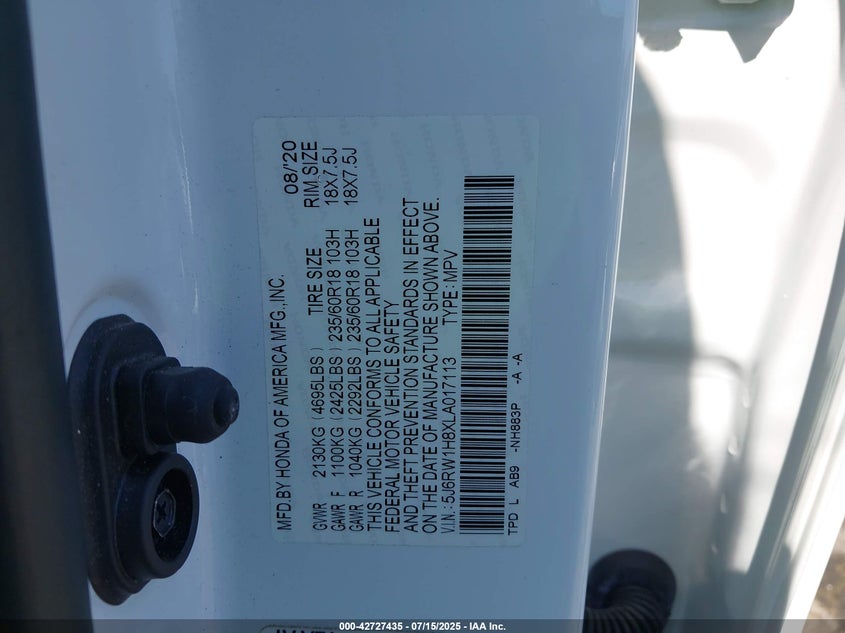 MFD.BY HONDA OF AMERICA MFG.,INC. 08/'20
GVWR 2130KG (4695LBS) TIRE SIZE RIM SIZE
GAWR F 1100KG (2425LBS) 235/60R18 103H 18X7.5J
GAWR R 1040KG (2292LBS) 235/60R18 103H 18X7.5J
THIS VEHICLE CONFORMS TO ALL APPLICABLE
FEDERAL MOTOR VEHICLE SAFETY
AND THEFT PREVENTION STANDARDS IN EFFECT
ON THE DATE OF MANUFACTURE SHOWN ABOVE.
V.I.N.: 5J6RW1H8XLA017113 TYPE: MPV
TPD L AB9 -NH883P -A -A
000-42727435 - 07/15/2025 - IAA Inc.